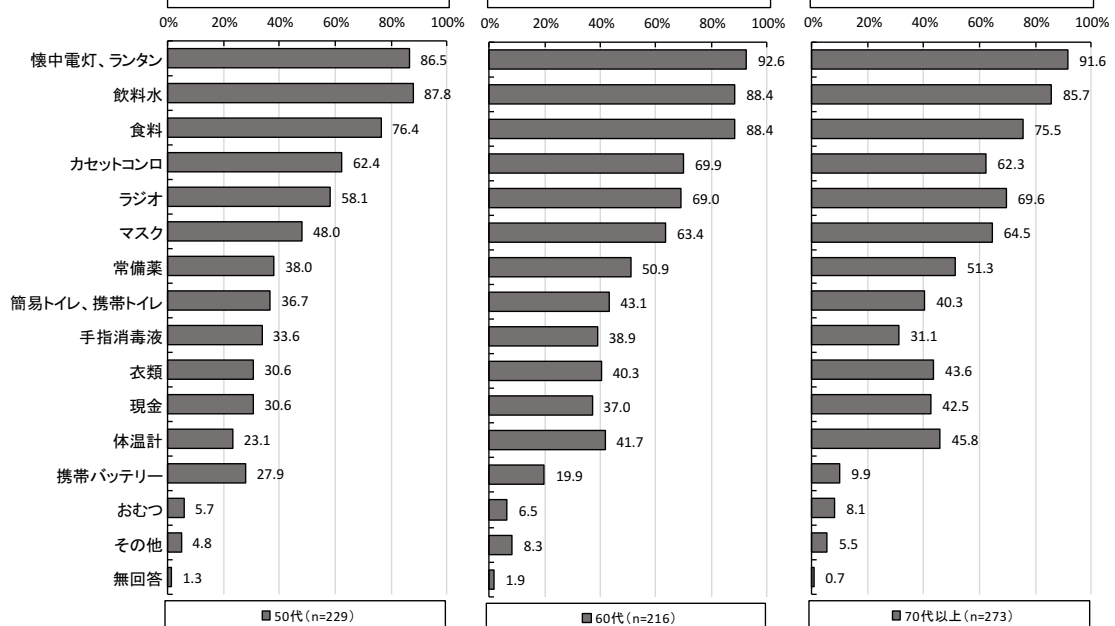 0% 20% 40% 60% 80% 100% 0% 20% 40% 60% 80% 100% 0% 20% 40% 60% 80% 100%
懐中電灯、ランタン 86.5 92.6 91.6
飲料水 87.8 88.4 85.7
食料 76.4 88.4 75.5
カセットコンロ 62.4 69.9 62.3
ラジオ 58.1 69.0 69.6
マスク 48.0 63.4 64.5
常備薬 38.0 50.9 51.3
簡易トイレ、携帯トイレ 36.7 43.1 40.3
手指消毒液 33.6 38.9 31.1
衣類 30.6 40.3 43.6
現金 30.6 37.0 42.5
体温計 23.1 41.7 45.8
携帯バッテリー 27.9 19.9 9.9
おむつ 5.7 6.5 8.1
その他 4.8 8.3 5.5
無回答 1.3 1.9 0.7
50代(n=229) 60代(n=216) 70代以上(n=273)